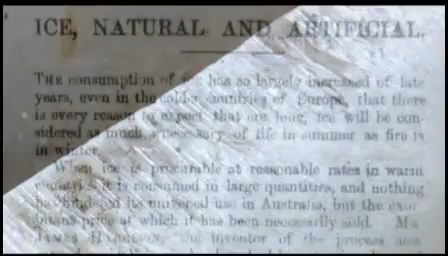 ICE, NATURAL AND ARTIFICIAL.
THE consumption of ice has so largely increased of late
years, even in the colder countries of Europe, that there
is every reason to expect that ere long, ice will be con-
sidered as much a necessary of life in summer as fire is
in winter.
When ice is procurable at reasonable rates in warm
countries it is consumed in large quantities, and nothing
has hindered its universal use in Australia, but the exor-
bitant price at which it has been necessarily sold. Mr.
JAMES HARRISON, the inventor of the process now